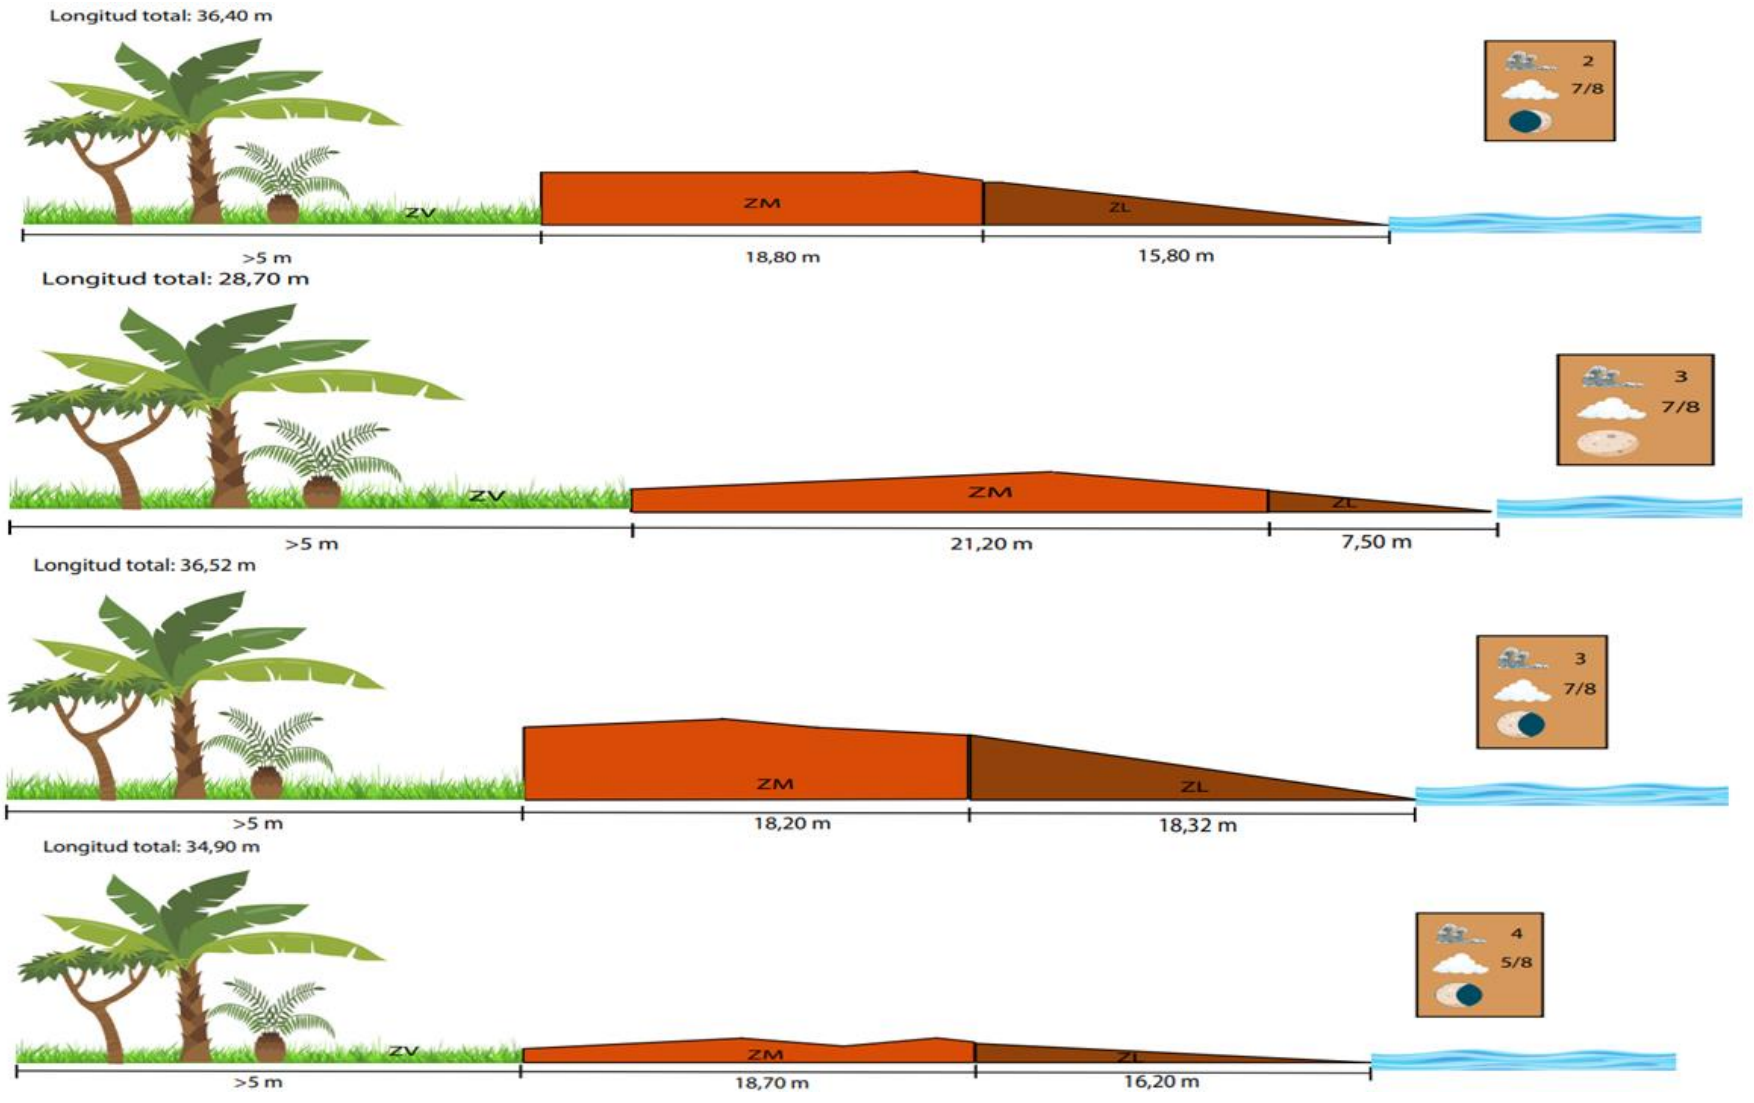 Longitud total: 36,40 m
2
7/8
ZV
ZM
ZL
>5 m
18,80 m
15,80 m
Longitud total: 28,70 m
3
7/8
ZV
ZM
ZL
>5 m
21,20 m
7,50 m
Longitud total: 36,52 m
3
7/8
ZM
ZL
>5 m
18,20 m
18,32 m
Longitud total: 34,90 m
4
5/8
ZV
ZM
ZL
>5 m
18,70 m
16,20 m